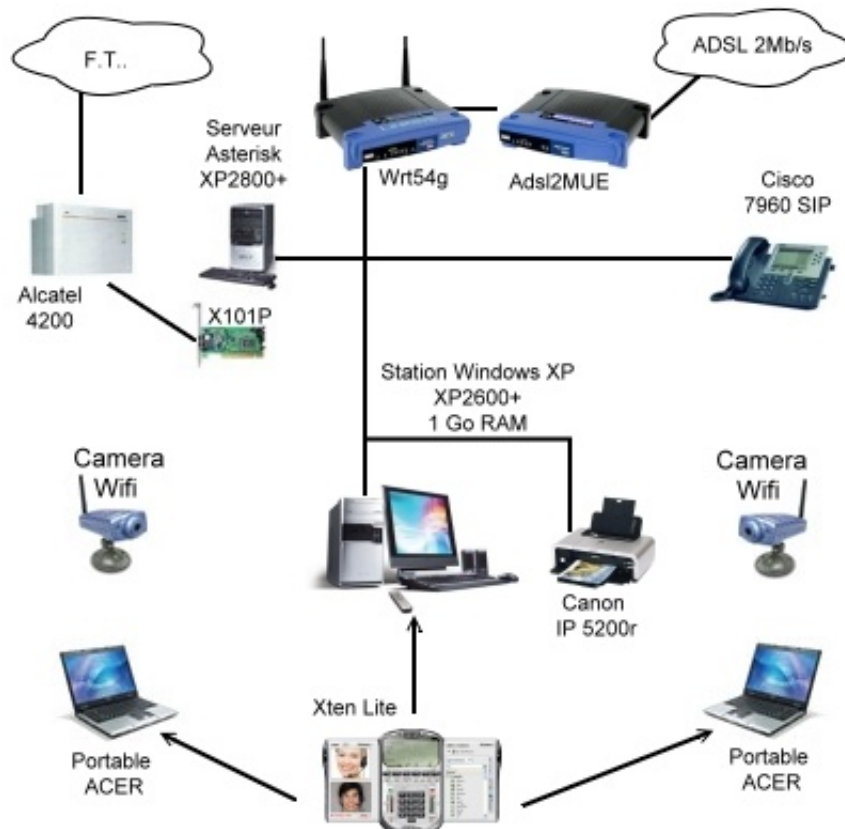 F.T..
ADSL 2Mb/s
Serveur
Asterisk
XP2800+
Wrt54g
Adsl2MUE
Cisco
7960 SIP
Alcatel
4200
X101P
Station Windows XP
XP2600+
1 Go RAM
Camera
Wifi
Camera
Wifi
Canon
IP 5200r
Xten Lite
Portable
ACER
Portable
ACER